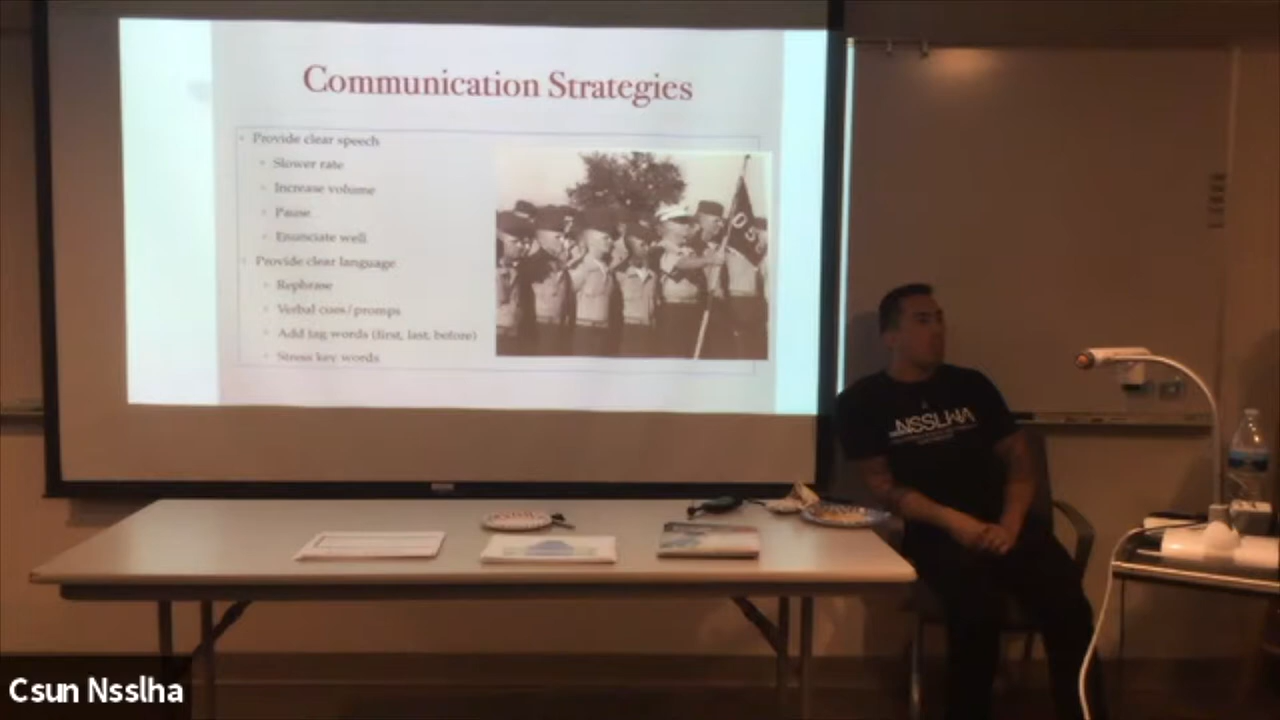 Communication Strategies
Provide clear speech
Slower rate
Increase volume
Pause
Enunciate well
Provide clear language
Rephrase
Verbal cues/promps
Add tag words (first, last, before)
Stress key words
NSSLHA
Csun Nsslha